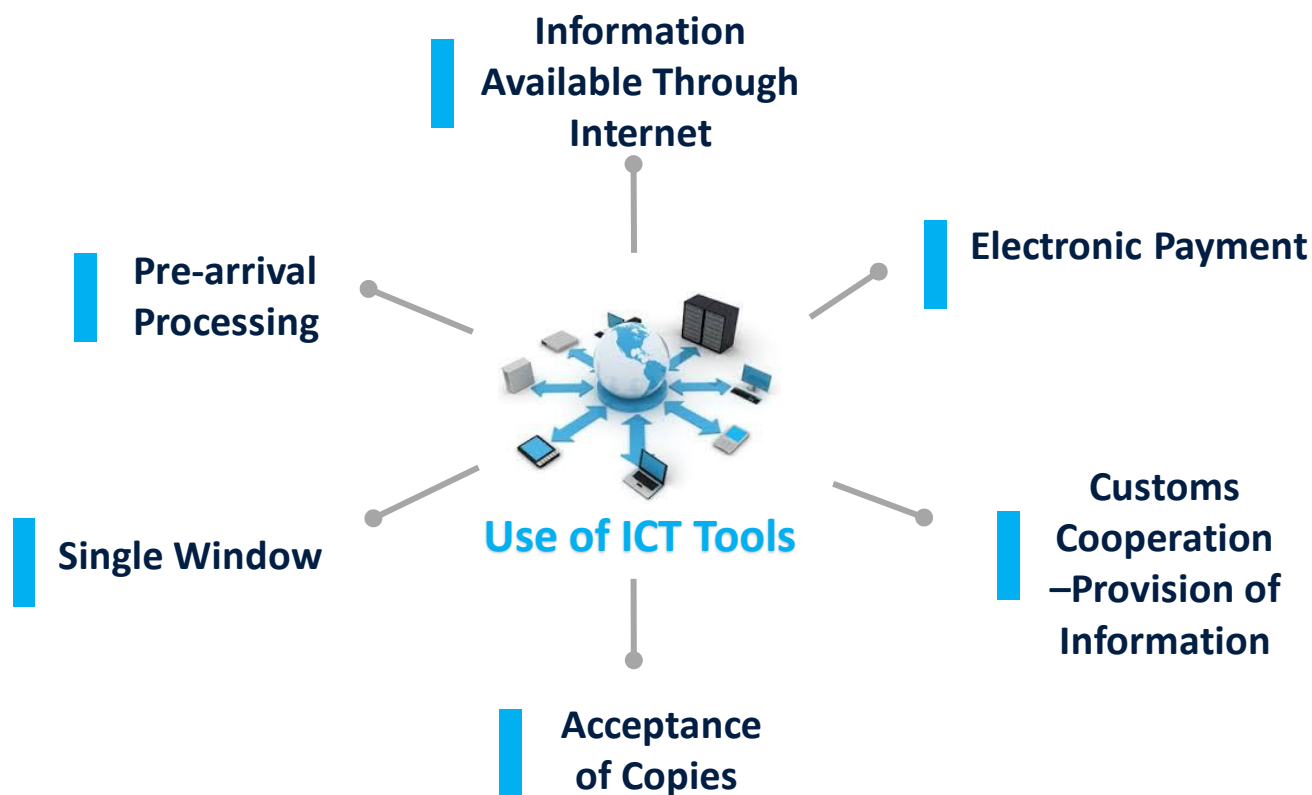 Information
Available Through
Internet
Electronic Payment
Pre-arrival
Processing
Customs
Cooperation
–Provision of
Information
Single Window
Use of ICT Tools
Acceptance
of Copies